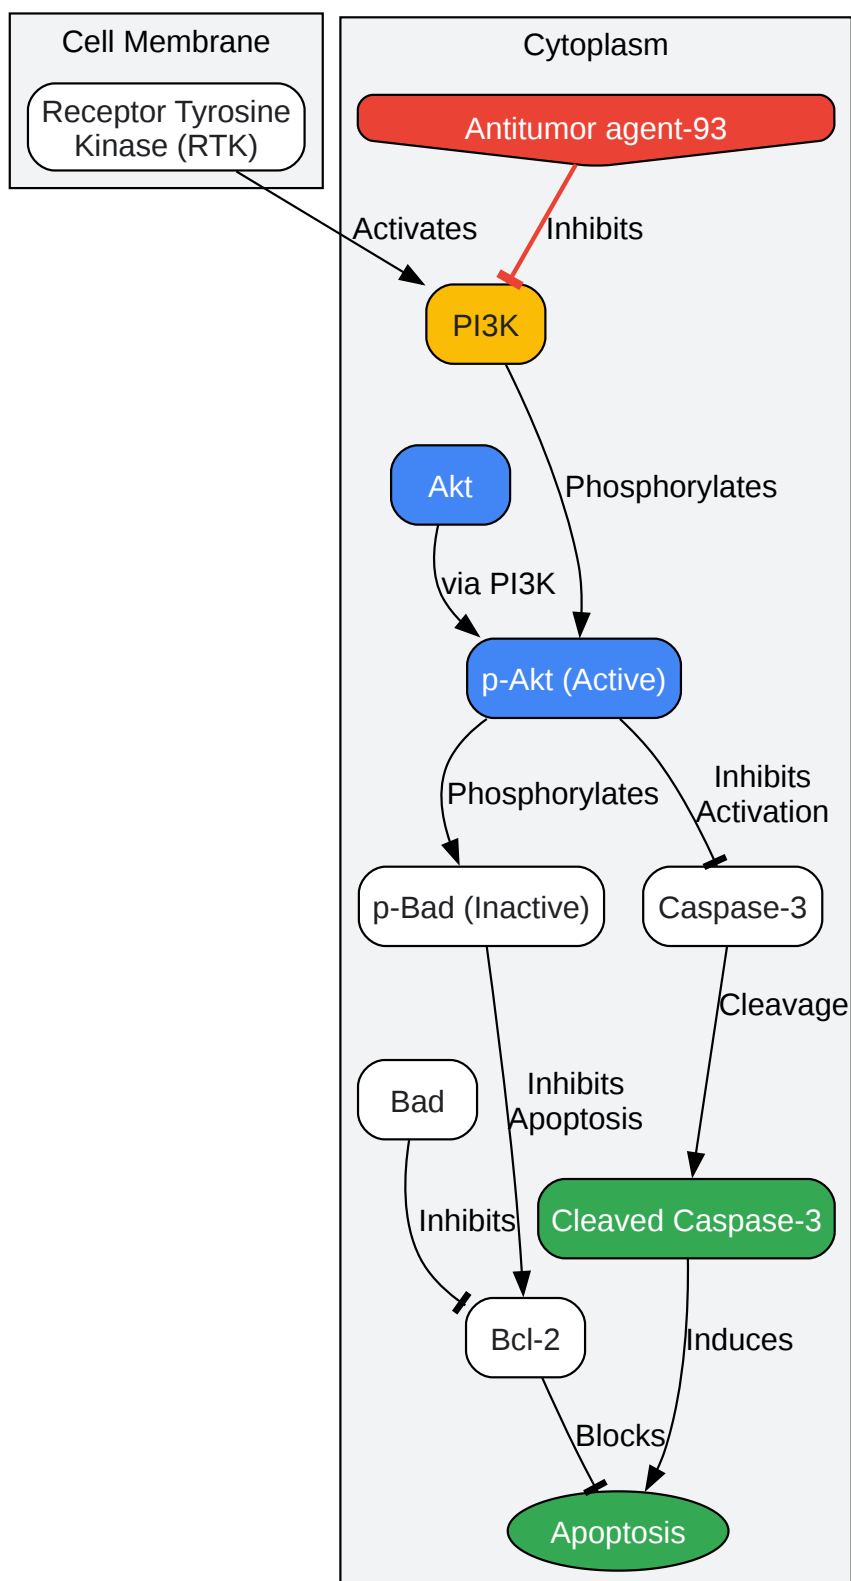 Cell Membrane
Cytoplasm
Receptor Tyrosine
Kinase (RTK)
Antitumor agent-93
Activates
Inhibits
PI3K
Akt
Phosphorylates
via PI3K
p-Akt (Active)
Phosphorylates
Inhibits
Activation
p-Bad (Inactive)
Caspase-3
Cleavage
Bad
Inhibits
Apoptosis
Cleaved Caspase-3
Inhibits
Bcl-2
Induces
Blocks
Apoptosis